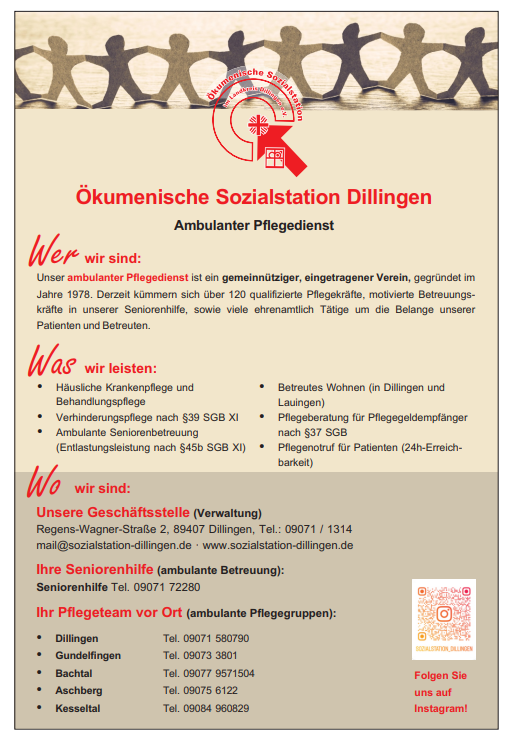 Ökumenische Sozialstation
im Landkreis Dillingen e.V.
Ökumenische Sozialstation Dillingen
Ambulanter Pflegedienst
Wer wir sind:
Unser ambulanter Pflegedienst ist ein gemeinnütziger, eingetragener Verein, gegründet im
Jahre 1978. Derzeit kümmern sich über 120 qualifizierte Pflegekräfte, motivierte Betreuungs-
kräfte in unserer Seniorenhilfe, sowie viele ehrenamtlich Tätige um die Belange unserer
Patienten und Betreuten.
Was wir leisten:
• Häusliche Krankenpflege und
Behandlungspflege
• Verhinderungspflege nach §39 SGB XI
• Ambulante Seniorenbetreuung
(Entlastungsleistung nach §45b SGB XI)
• Betreutes Wohnen (in Dillingen und
Lauingen)
• Pflegeberatung für Pflegegeldempfänger
nach §37 SGB
• Pflegenotruf für Patienten (24h-Erreich-
barkeit)
Wo wir sind:
Unsere Geschäftsstelle (Verwaltung)
Regens-Wagner-Straße 2, 89407 Dillingen, Tel.: 09071 / 1314
mail@sozialstation-dillingen.de · www.sozialstation-dillingen.de
Ihre Seniorenhilfe (ambulante Betreuung):
Seniorenhilfe Tel. 09071 72280
Ihr Pflegeteam vor Ort (ambulante Pflegegruppen):
• Dillingen Tel. 09071 580790
• Gundelfingen Tel. 09073 3801
• Bachtal Tel. 09077 9571504
• Aschberg Tel. 09075 6122
• Kesseltal Tel. 09084 960829
SOZIALSTATION_DILLINGEN
Folgen Sie
uns auf
Instagram!